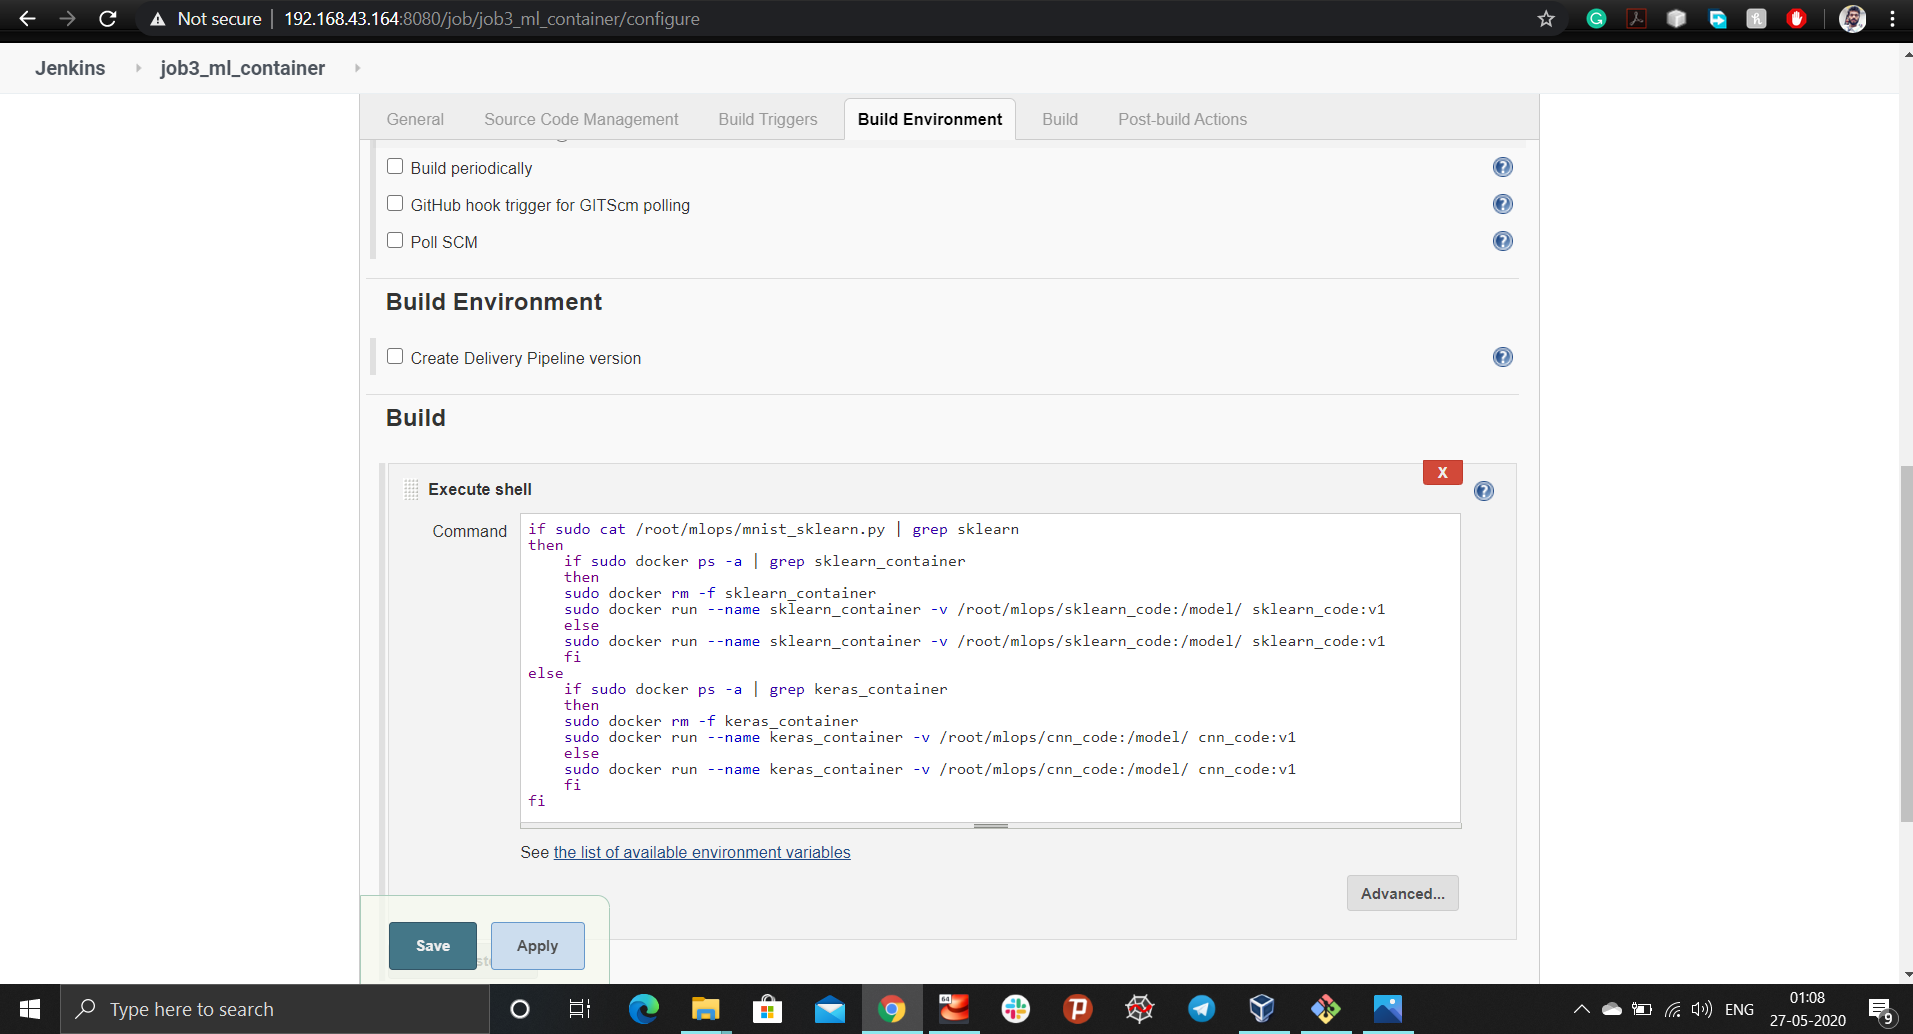 Not secure | 192.168.43.164:8080/job/job3_ml_container/configure
Jenkins job3_ml_container
General Source Code Management Build Triggers Build Environment Build Post-build Actions
Build periodically
GitHub hook trigger for GITScm polling
Poll SCM
Build Environment
Create Delivery Pipeline version
Build
X
Execute shell
Command
if sudo cat /root/mlops/mnist_sklearn.py | grep sklearn
then
    if sudo docker ps -a | grep sklearn_container
    then
    sudo docker rm -f sklearn_container
    sudo docker run --name sklearn_container -v /root/mlops/sklearn_code:/model/ sklearn_code:v1
    else
    sudo docker run --name sklearn_container -v /root/mlops/sklearn_code:/model/ sklearn_code:v1
    fi
else
    if sudo docker ps -a | grep keras_container
    then
    sudo docker rm -f keras_container
    sudo docker run --name keras_container -v /root/mlops/cnn_code:/model/ cnn_code:v1
    else
    sudo docker run --name keras_container -v /root/mlops/cnn_code:/model/ cnn_code:v1
    fi
fi
See the list of available environment variables
Advanced...
Save Apply
Type here to search
64
ENG
01:08
27-05-2020
9